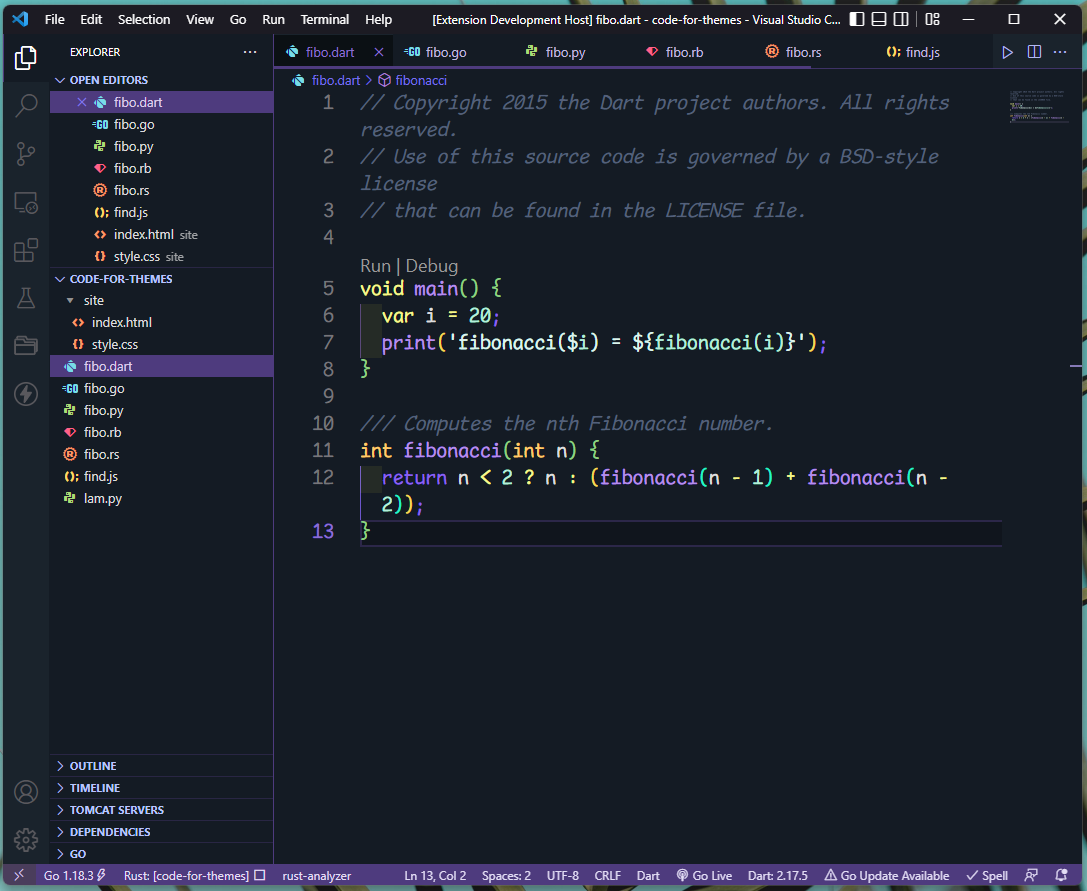 File Edit Selection View Go Run Terminal Help [Extension Development Host] fibo.dart - code-for-themes - Visual Studio C...
EXPLORER
OPEN EDITORS
fibo.dart
GO fibo.go
fibo.py
fibo.rb
fibo.rs
find.js
index.html site
style.css site
CODE-FOR-THEMES
site
index.html
style.css
fibo.dart
GO fibo.go
fibo.py
fibo.rb
fibo.rs
find.js
lam.py
OUTLINE
TIMELINE
TOMCAT SERVERS
DEPENDENCIES
GO
fibo.dart GO fibo.go fibo.py fibo.rb fibo.rs find.js
fibo.dart > fibonacci
1 // Copyright 2015 the Dart project authors. All rights
reserved.
2 // Use of this source code is governed by a BSD-style
license
3 // that can be found in the LICENSE file.
4
Run | Debug
5 void main() {
6 var i = 20;
7 print('fibonacci($i) = ${fibonacci(i)}');
8 }
9
10 /// Computes the nth Fibonacci number.
11 int fibonacci(int n) {
12 return n < 2 ? n : (fibonacci(n - 1) + fibonacci(n -
2));
13 }
Go 1.18.3 Rust: [code-for-themes] rust-analyzer Ln 13, Col 2 Spaces: 2 UTF-8 CRLF Dart Go Live Dart: 2.17.5 Go Update Available Spell